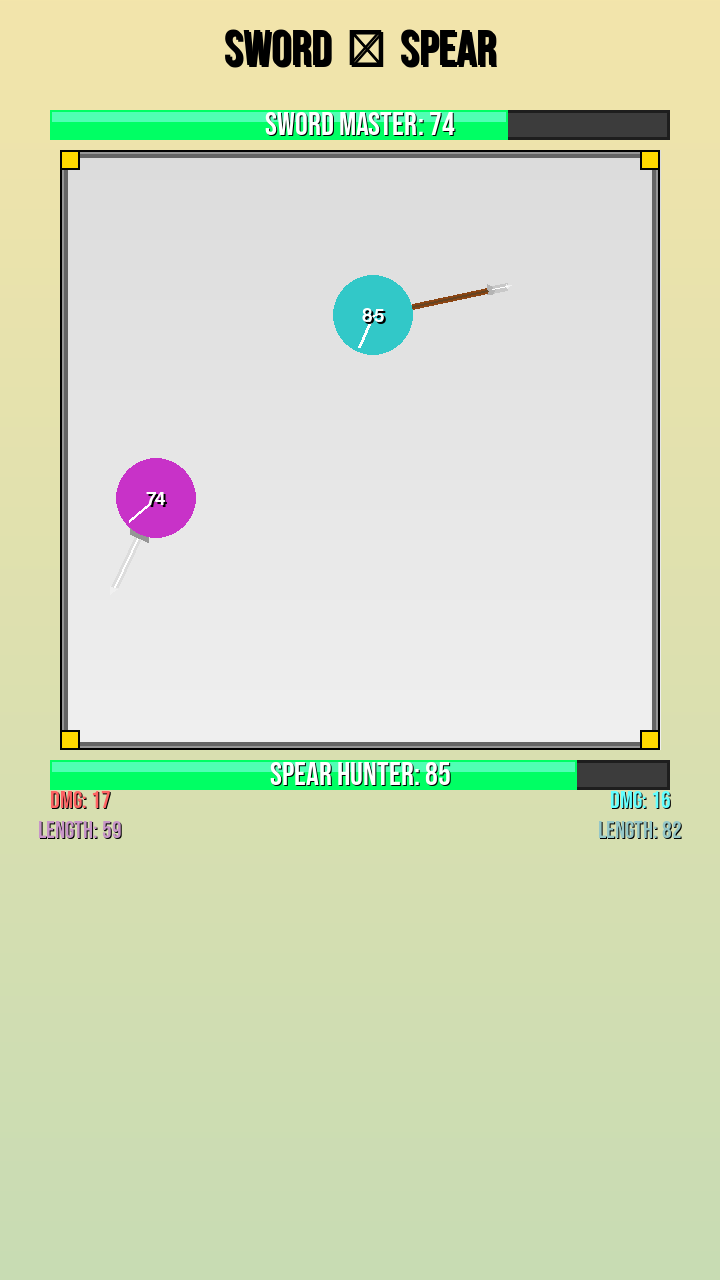 SWORD SPEAR
SWORD MASTER: 74
85
74
SPEAR HUNTER: 85
DMG: 17
DMG: 16
LENGTH: 59
LENGTH: 82